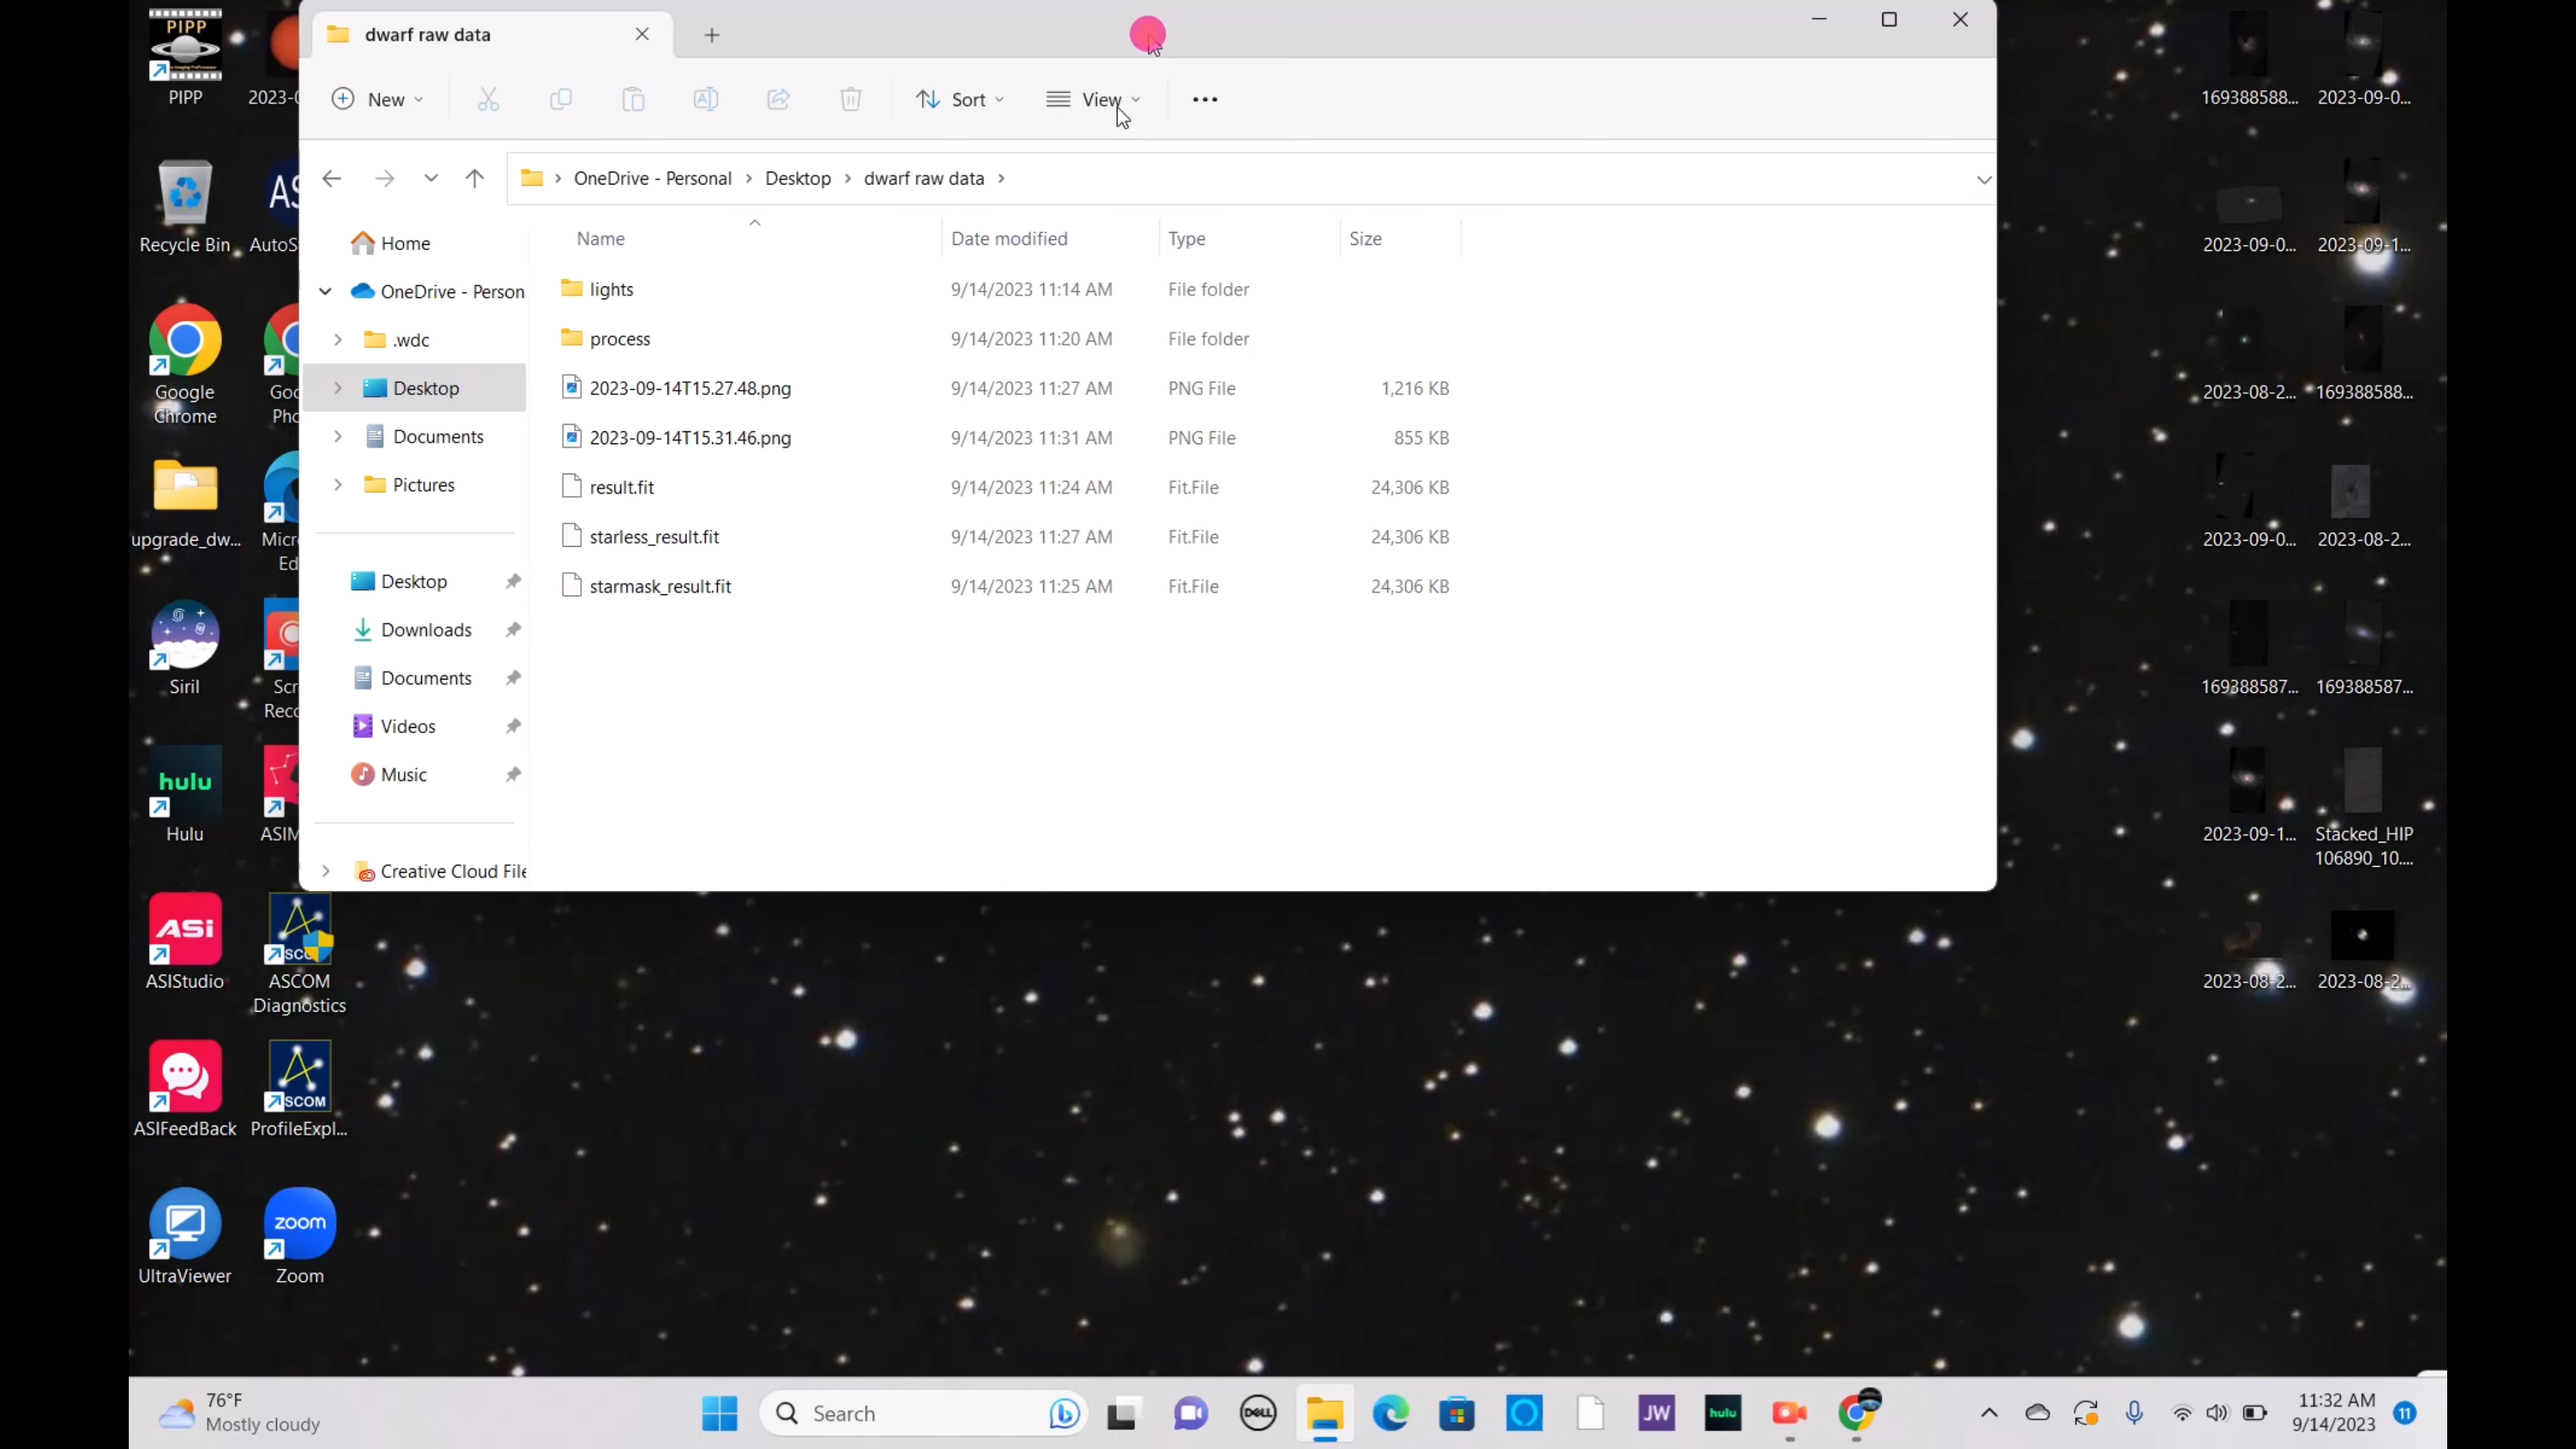 dwarf raw data
New
Sort
View
OneDrive - Personal > Desktop > dwarf raw data >
Name Date modified Type Size
lights 9/14/2023 11:14 AM File folder
process 9/14/2023 11:20 AM File folder
2023-09-14T15.27.48.png 9/14/2023 11:27 AM PNG File 1,216 KB
2023-09-14T15.31.46.png 9/14/2023 11:31 AM PNG File 855 KB
result.fit 9/14/2023 11:24 AM Fit.File 24,306 KB
starless_result.fit 9/14/2023 11:27 AM Fit.File 24,306 KB
starmask_result.fit 9/14/2023 11:25 AM Fit.File 24,306 KB
Home
OneDrive - Person
.wdc
Desktop
Documents
Pictures
Desktop
Downloads
Documents
Videos
Music
Creative Cloud File
PIPP
PIPP
2023-0
Recycle Bin
AS
AutoS
Google
Chrome
Goo
Pho
upgrade_dw...
Micr
Ed
Siril
Scr
Reco
hulu
Hulu
ASIM
ASi
ASIStudio
ASCOM
Diagnostics
ASIFeedBack
SCOM
ProfileExpl...
UltraViewer
zoom
Zoom
169388588...
2023-09-0...
2023-09-0...
2023-09-1...
2023-08-2...
169388588...
2023-09-0...
2023-08-2...
169388587...
169388587...
2023-09-1...
Stacked_HIP
106890_10....
2023-08-2...
2023-08-2...
76°F
Mostly cloudy
Search
DELL
JW
hulu
11:32 AM
9/14/2023
11